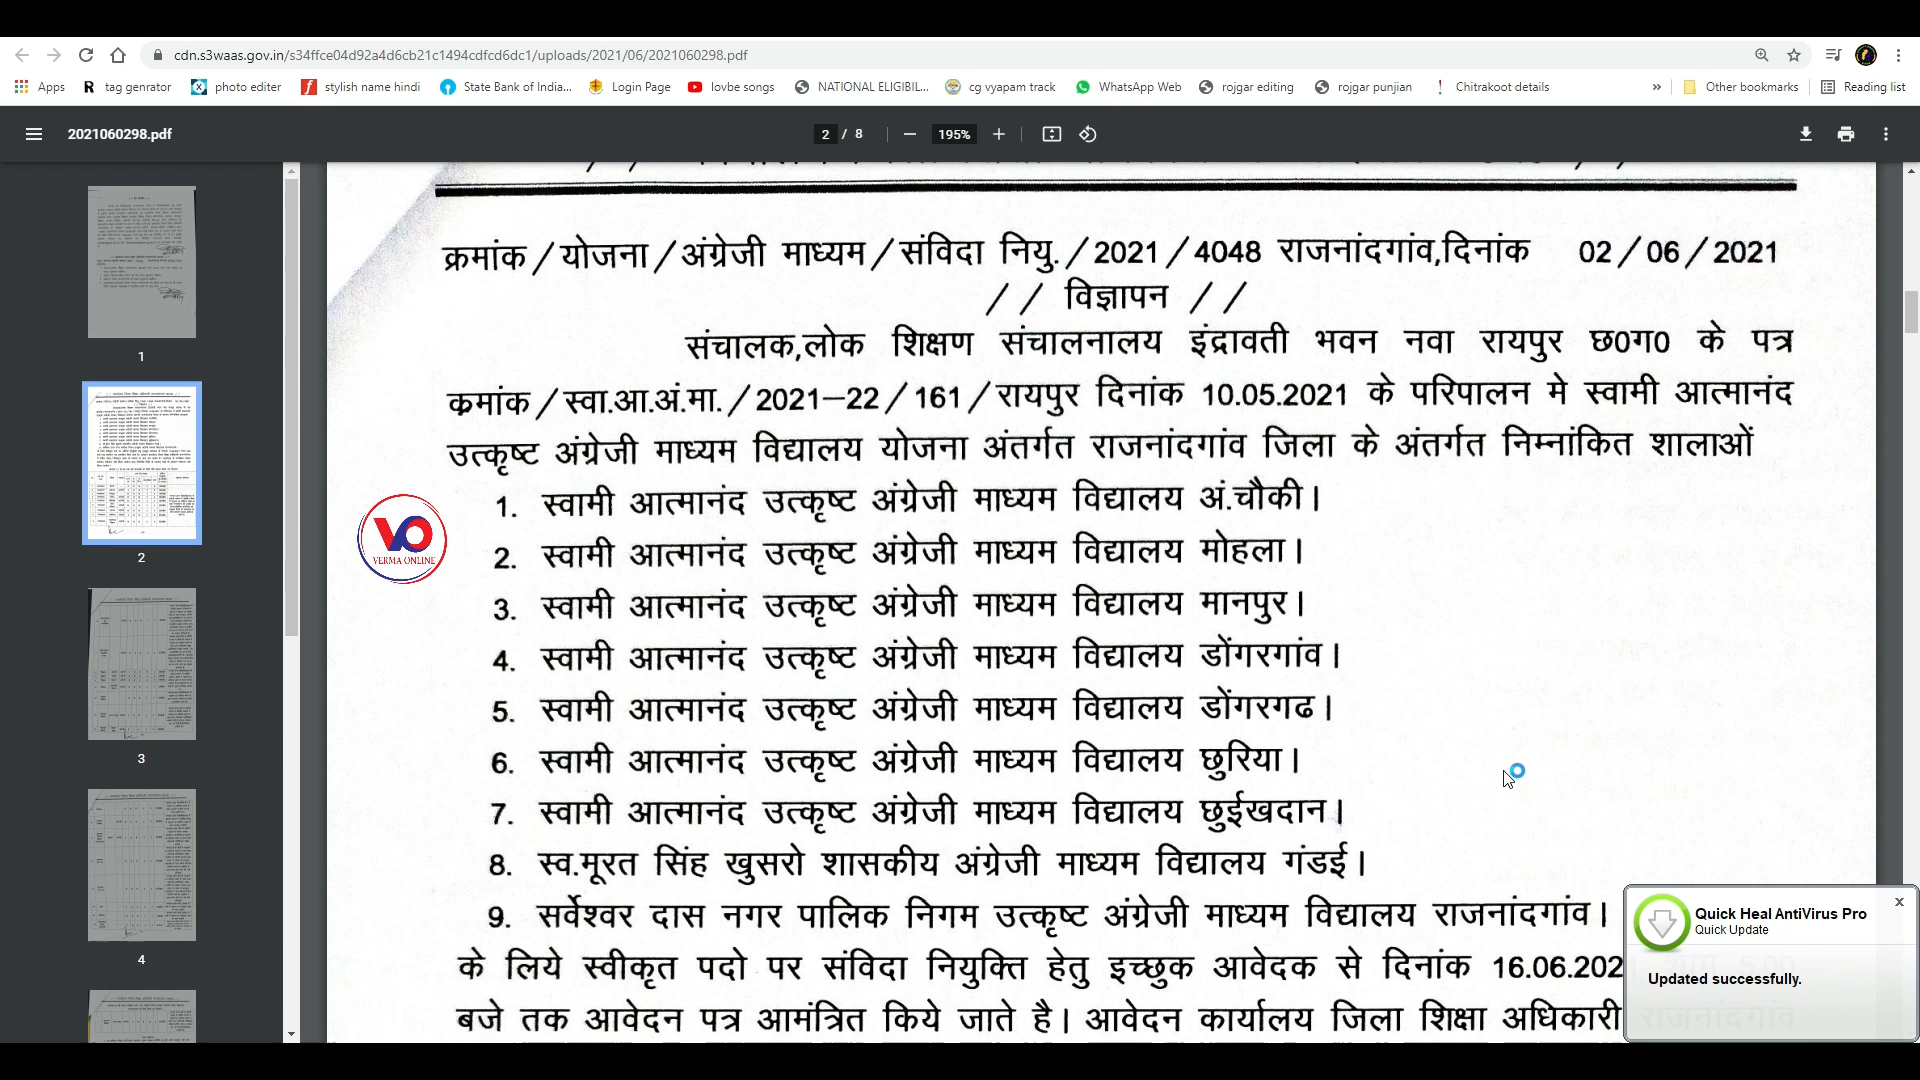 cdn.s3waas.gov.in/s34ffce04d92a4d6cb21c1494cdfcd6dc1/uploads/2021/06/2021060298.pdf
Apps tag genrator photo editer stylish name hindi State Bank of India... Login Page lovbe songs NATIONAL ELIGIBIL... cg vyapam track WhatsApp Web rojgar editing rojgar punjian Chitrakoot details » Other bookmarks Reading list
2021060298.pdf 2 / 8 195%
क्रमांक/योजना/अंग्रेजी माध्यम/संविदा नियु./2021/4048 राजनांदगांव,दिनांक 02/06/2021
// विज्ञापन //
संचालक,लोक शिक्षण संचालनालय इंद्रावती भवन नवा रायपुर छ0ग0 के पत्र
कमांक/स्वा.आ.अं.मा./2021–22/161/रायपुर दिनांक 10.05.2021 के परिपालन मे स्वामी आत्मानंद
उत्कृष्ट अंग्रेजी माध्यम विद्यालय योजना अंतर्गत राजनांदगांव जिला के अंतर्गत निम्नांकित शालाओं
1. स्वामी आत्मानंद उत्कृष्ट अंग्रेजी माध्यम विद्यालय अं.चौकी।
2. स्वामी आत्मानंद उत्कृष्ट अंग्रेजी माध्यम विद्यालय मोहला।
3. स्वामी आत्मानंद उत्कृष्ट अंग्रेजी माध्यम विद्यालय मानपुर।
4. स्वामी आत्मानंद उत्कृष्ट अंग्रेजी माध्यम विद्यालय डोंगरगांव।
5. स्वामी आत्मानंद उत्कृष्ट अंग्रेजी माध्यम विद्यालय डोंगरगढ।
6. स्वामी आत्मानंद उत्कृष्ट अंग्रेजी माध्यम विद्यालय छुरिया।
7. स्वामी आत्मानंद उत्कृष्ट अंग्रेजी माध्यम विद्यालय छुईखदान।
8. स्व.मूरत सिंह खुसरो शासकीय अंग्रेजी माध्यम विद्यालय गंडई।
9. सर्वेश्वर दास नगर पालिक निगम उत्कृष्ट अंग्रेजी माध्यम विद्यालय राजनांदगांव।
के लिये स्वीकृत पदो पर संविदा नियुक्ति हेतु इच्छुक आवेदक से दिनांक 16.06.202
बजे तक आवेदन पत्र आमंत्रित किये जाते है। आवेदन कार्यालय जिला शिक्षा अधिकारी राजनांदगांव
VO
VERMA ONLINE
1
2
3
4
Quick Heal AntiVirus Pro
Quick Update
Updated successfully.